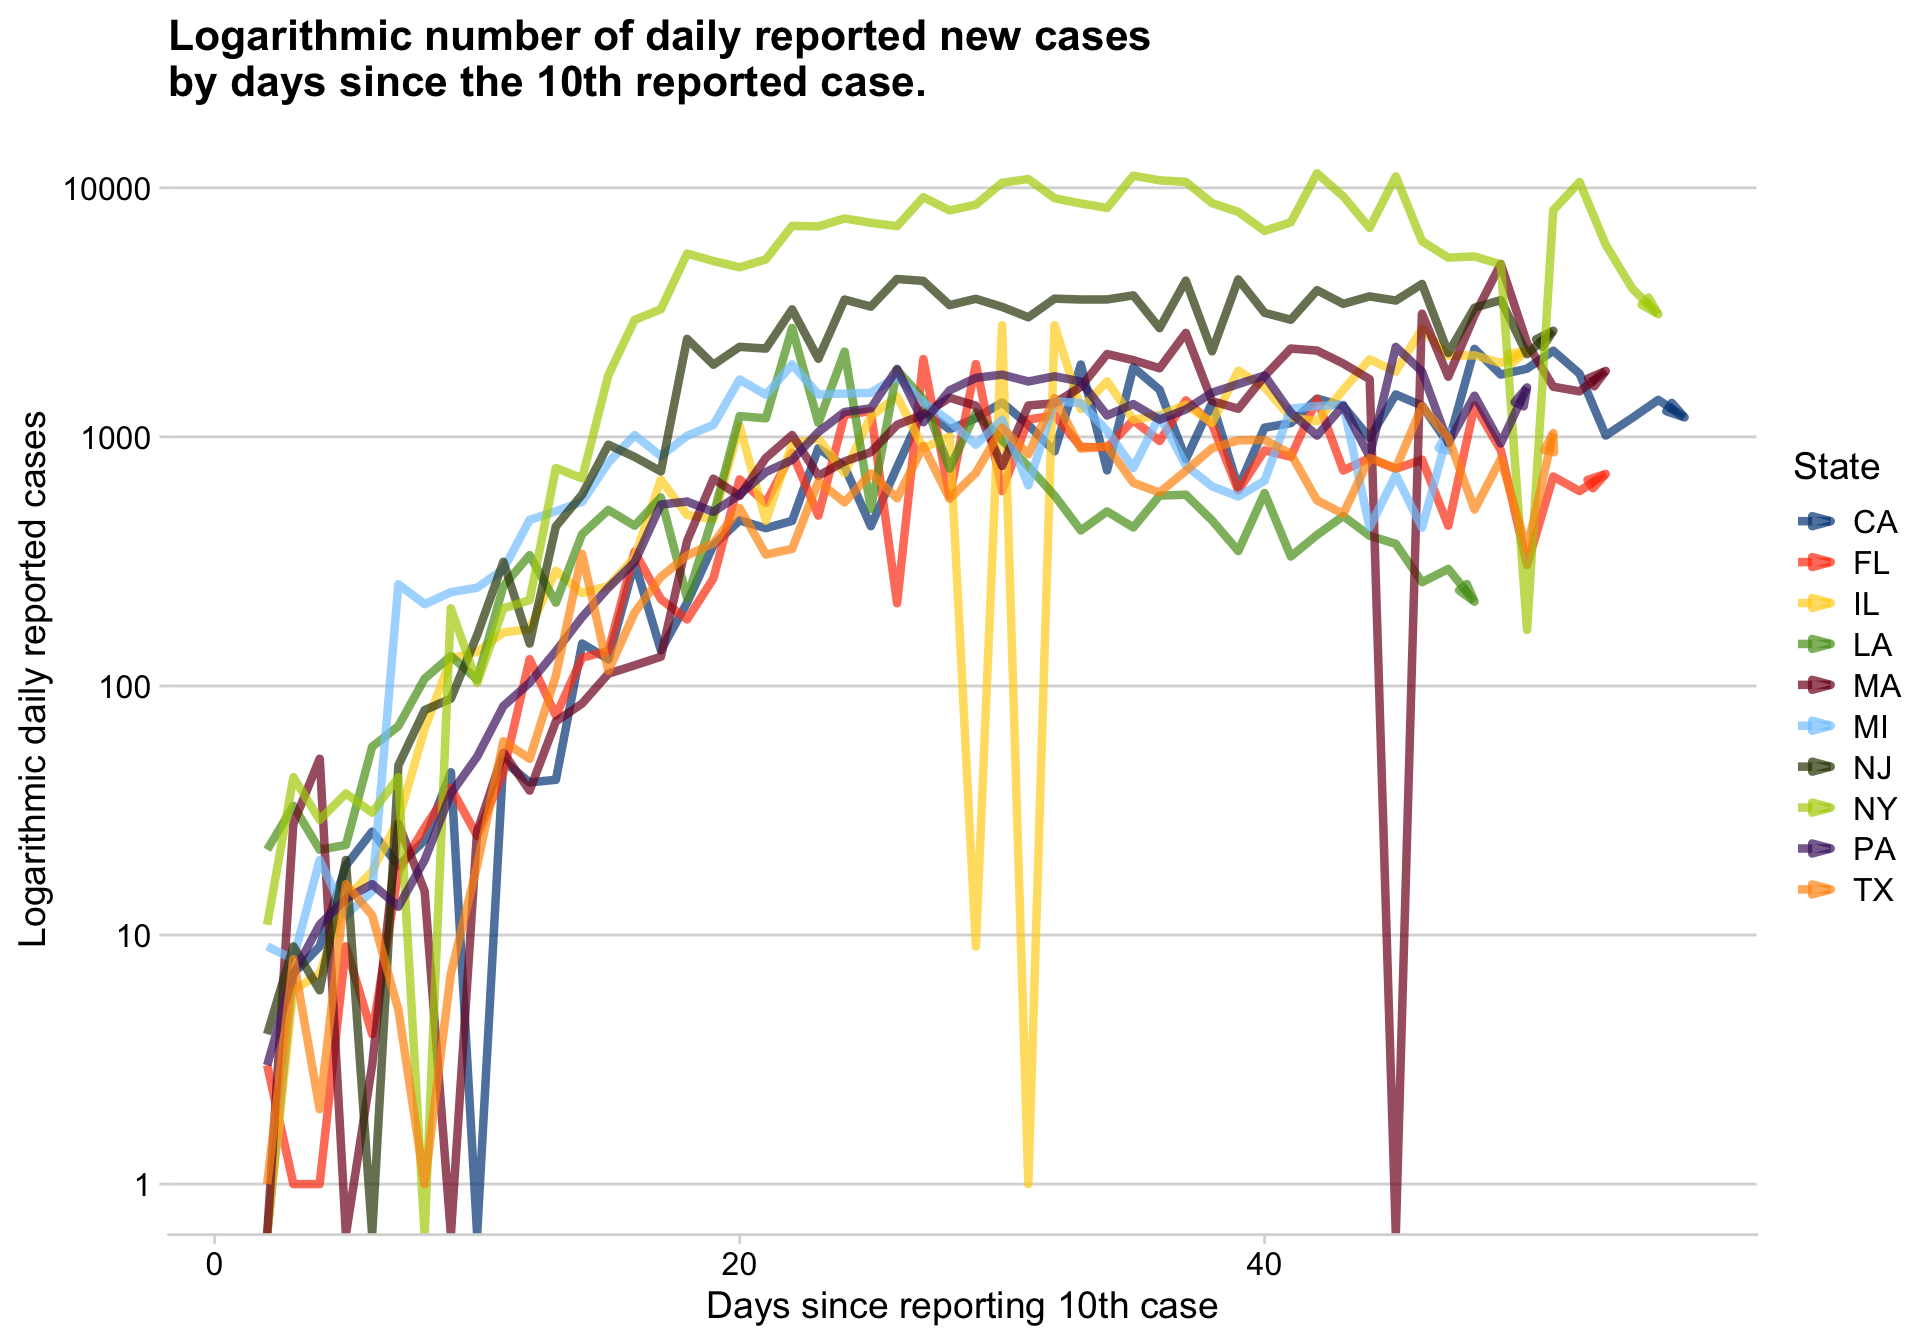 Logarithmic number of daily reported new cases
by days since the 10th reported case.
Logarithmic daily reported cases
10000
1000
100
10
1
0
20
40
Days since reporting 10th case
State
CA
FL
IL
LA
MA
MI
NJ
NY
PA
TX